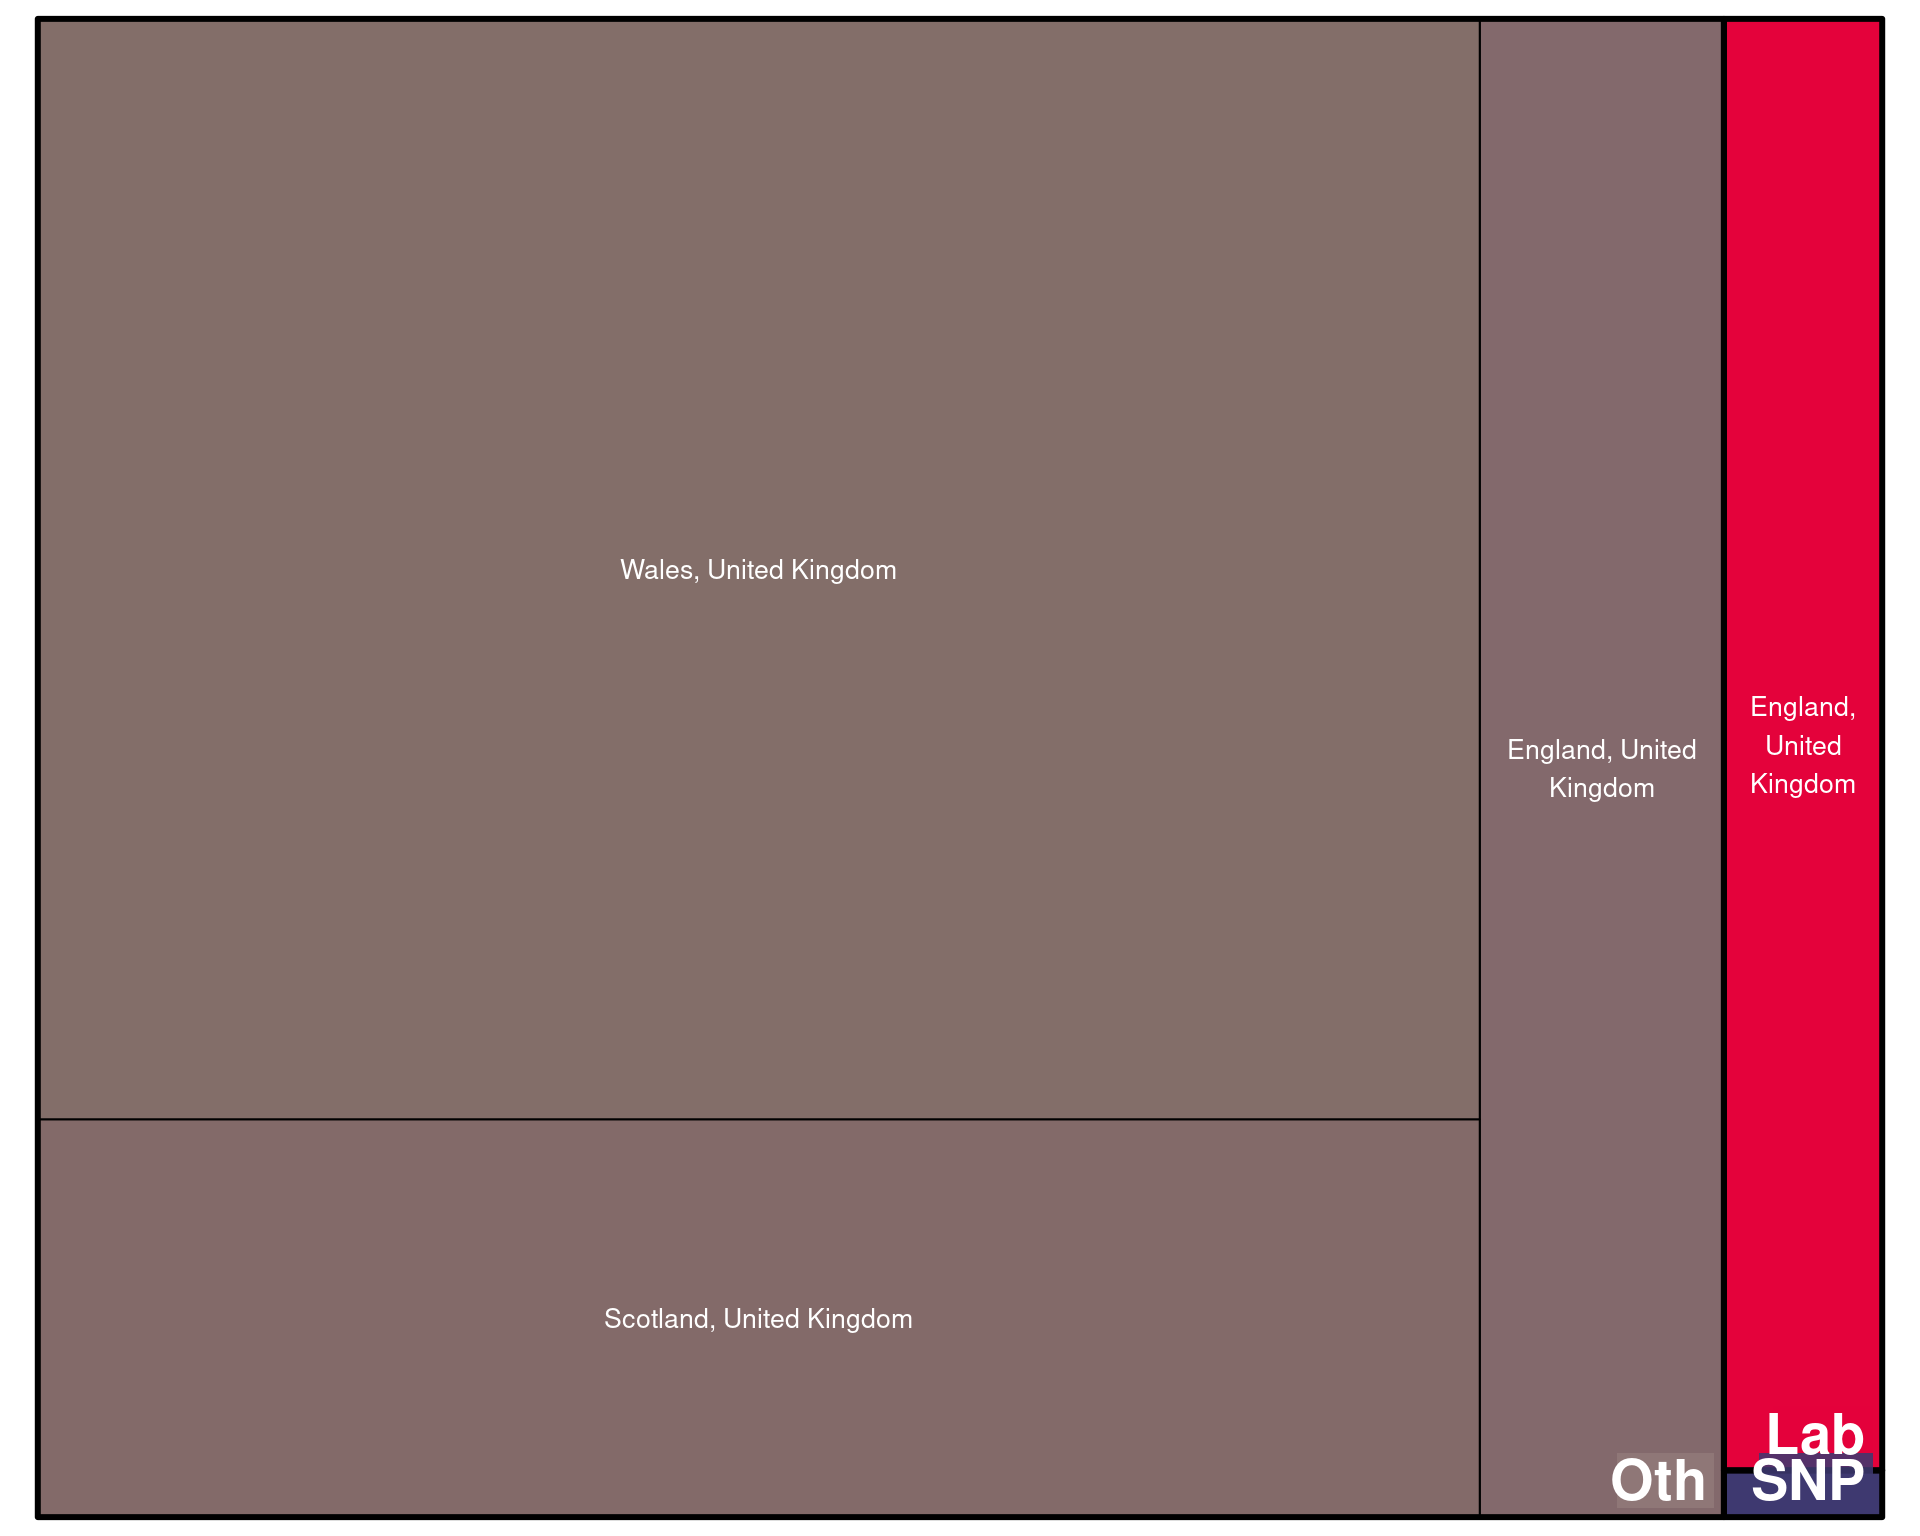 Wales, United Kingdom
Scotland, United Kingdom
England, United
Kingdom
Oth
England,
United
Kingdom
Lab
SNP